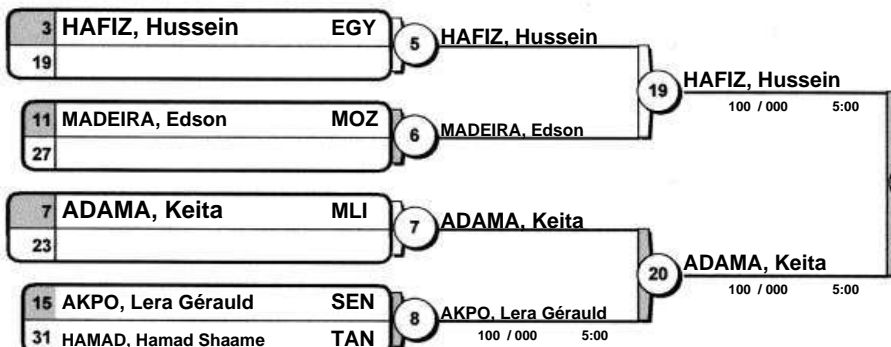 3 HAFIZ, Hussein EGY
19
5
HAFIZ, Hussein
11 MADEIRA, Edson MOZ
27
6
MADEIRA, Edson
19
HAFIZ, Hussein
100 / 000 5:00
7 ADAMA, Keita MLI
23
7
ADAMA, Keita
15 AKPO, Lera Gérauld SEN
31 HAMAD, Hamad Shaame TAN
8
AKPO, Lera Gérauld
100 / 000 5:00
20
ADAMA, Keita
100 / 000 5:00